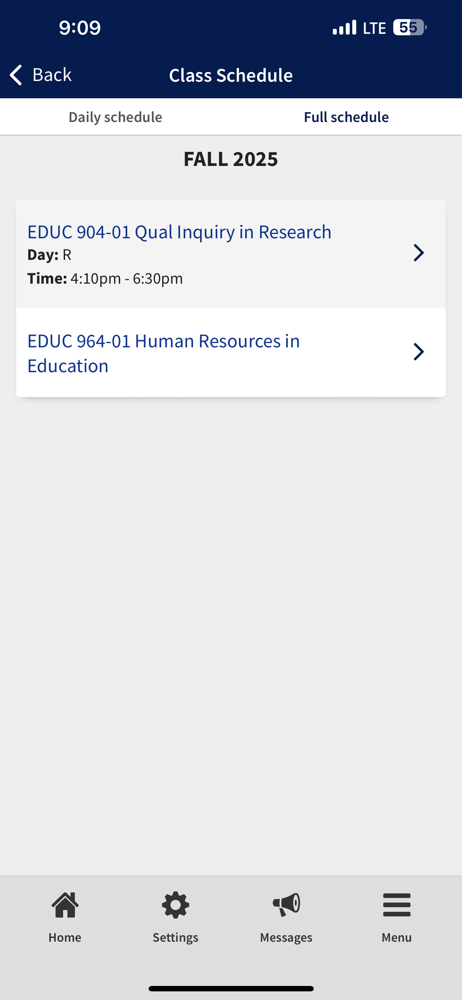 9:09 LTE 55
Back Class Schedule
Daily schedule Full schedule
FALL 2025
EDUC 904-01 Qual Inquiry in Research
Day: R
Time: 4:10pm - 6:30pm
EDUC 964-01 Human Resources in
Education
Home Settings Messages Menu